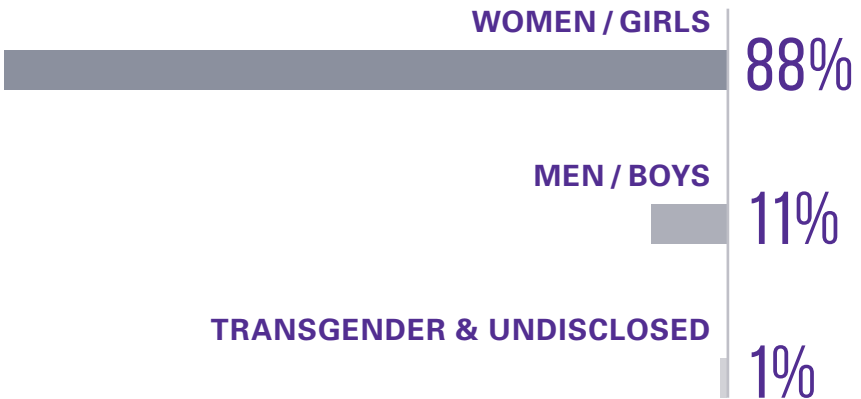 WOMEN / GIRLS
88%
MEN / BOYS
11%
TRANSGENDER & UNDISCLOSED
1%